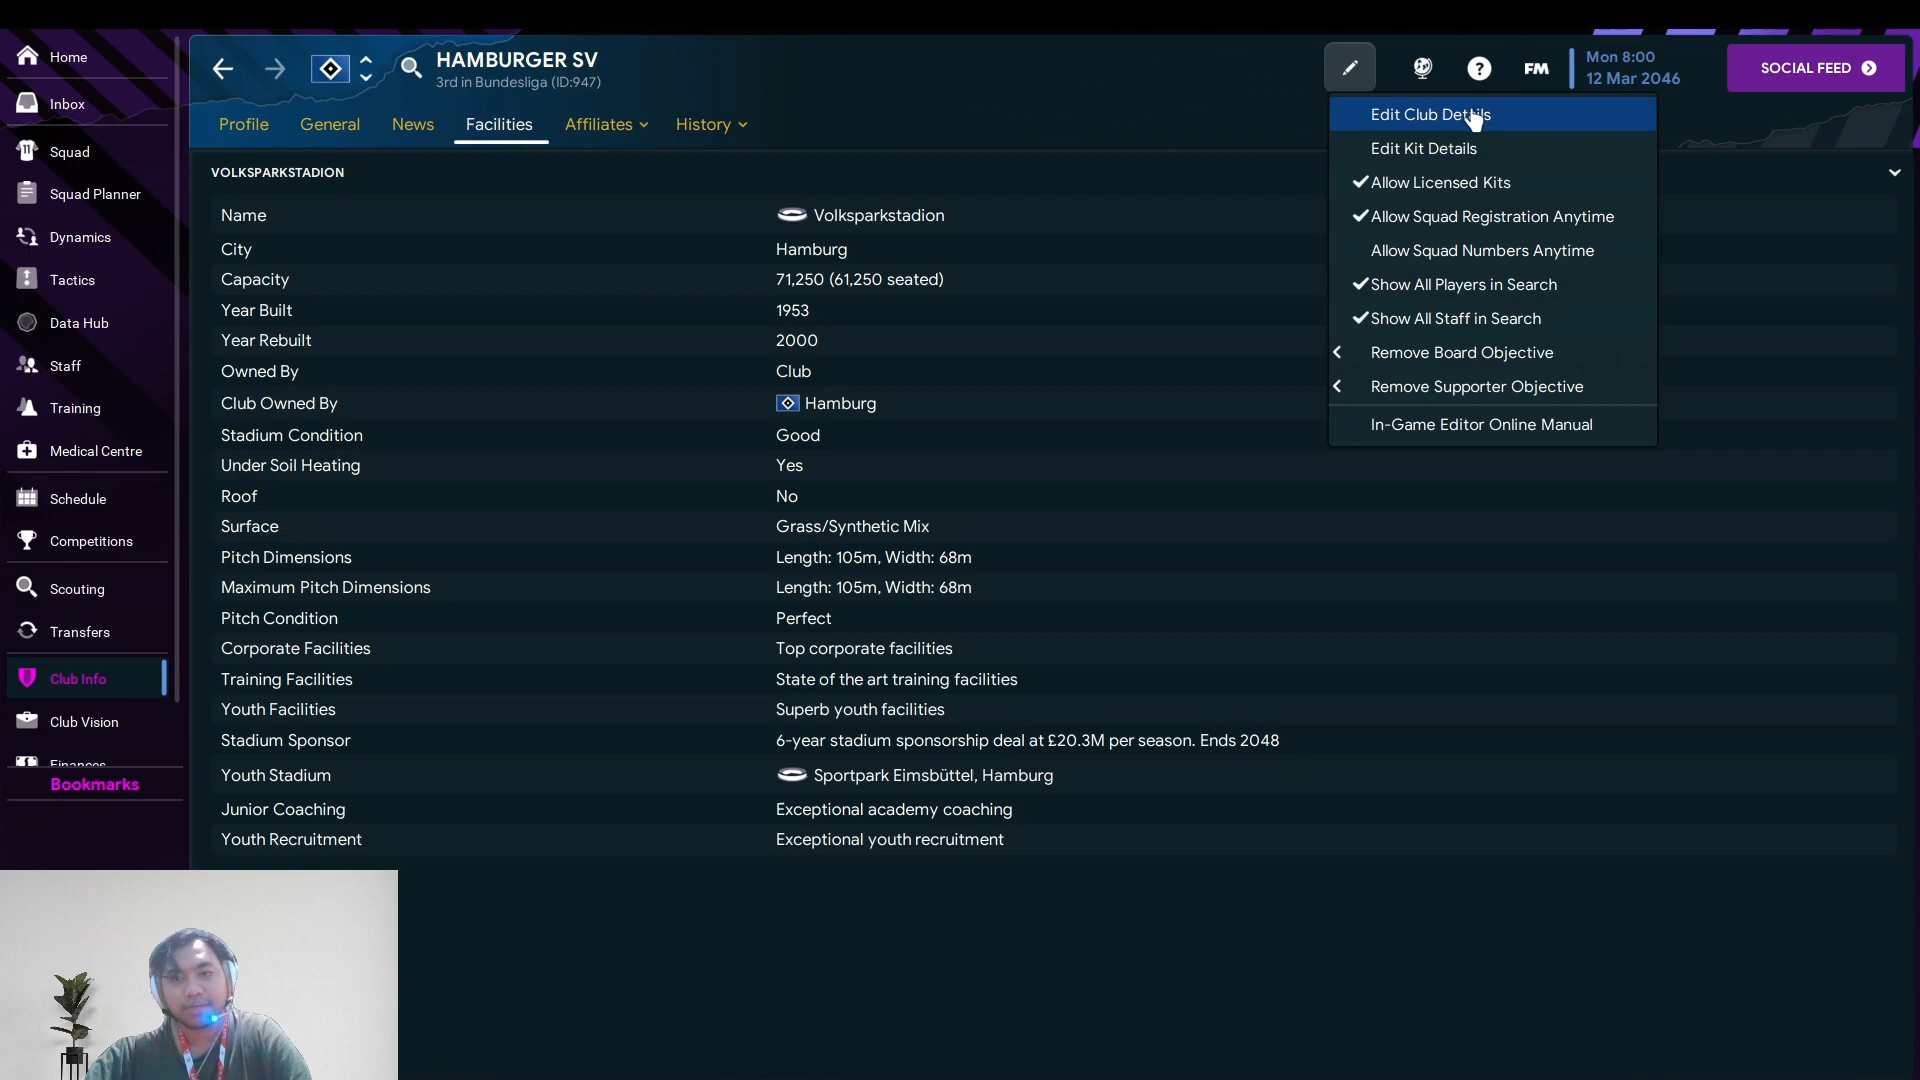 Home
Inbox
Squad
Squad Planner
Dynamics
Tactics
Data Hub
Staff
Training
Medical Centre
Schedule
Competitions
Scouting
Transfers
Club Info
Club Vision
Finances
Bookmarks
HAMBURGER SV
3rd in Bundesliga (ID:947)
FM
Mon 8:00
12 Mar 2046
SOCIAL FEED
Profile General News Facilities Affiliates History
Edit Club Details
Edit Kit Details
Allow Licensed Kits
Allow Squad Registration Anytime
Allow Squad Numbers Anytime
Show All Players in Search
Show All Staff in Search
Remove Board Objective
Remove Supporter Objective
In-Game Editor Online Manual
VOLKSPARKSTADION
Name Volksparkstadion
City Hamburg
Capacity 71,250 (61,250 seated)
Year Built 1953
Year Rebuilt 2000
Owned By Club
Club Owned By Hamburg
Stadium Condition Good
Under Soil Heating Yes
Roof No
Surface Grass/Synthetic Mix
Pitch Dimensions Length: 105m, Width: 68m
Maximum Pitch Dimensions Length: 105m, Width: 68m
Pitch Condition Perfect
Corporate Facilities Top corporate facilities
Training Facilities State of the art training facilities
Youth Facilities Superb youth facilities
Stadium Sponsor 6-year stadium sponsorship deal at £20.3M per season. Ends 2048
Youth Stadium Sportpark Eimsbüttel, Hamburg
Junior Coaching Exceptional academy coaching
Youth Recruitment Exceptional youth recruitment